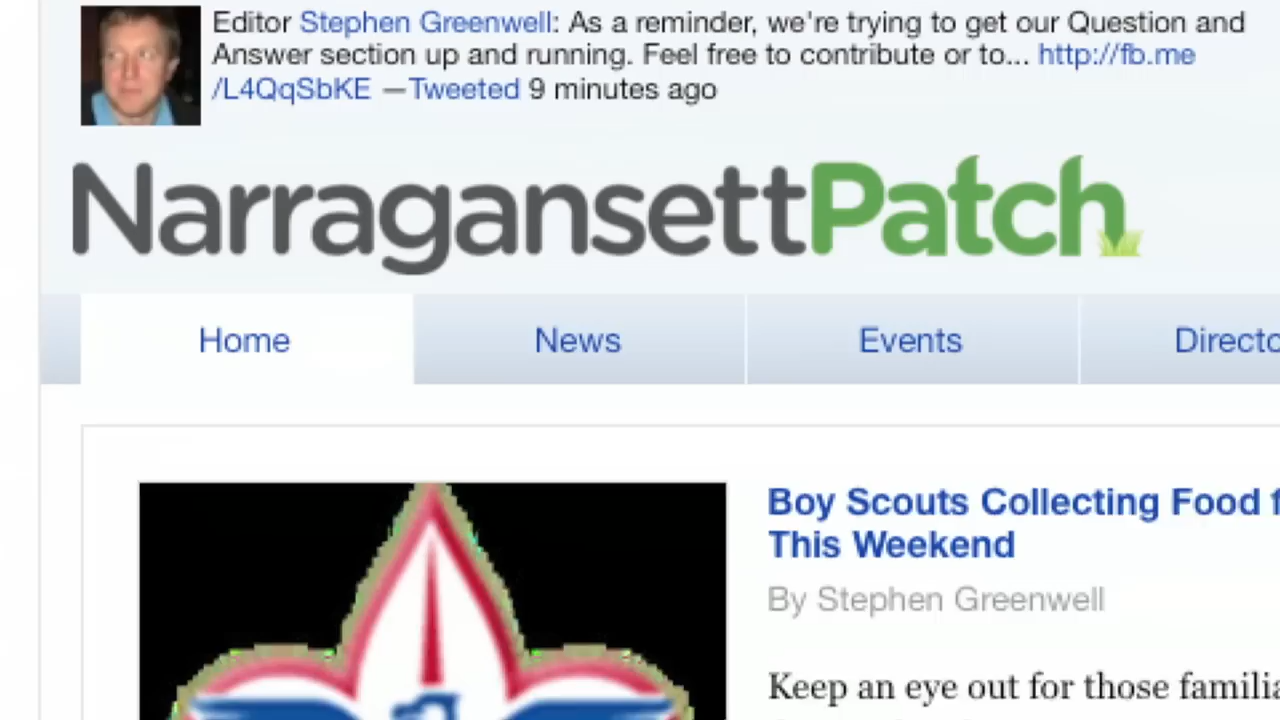 Editor Stephen Greenwell: As a reminder, we're trying to get our Question and
Answer section up and running. Feel free to contribute or to... http://fb.me
/L4QqSbKE —Tweeted 9 minutes ago
NarragansettPatch
Home News Events
Boy Scouts Collecting Food
This Weekend
By Stephen Greenwell
Keep an eye out for those